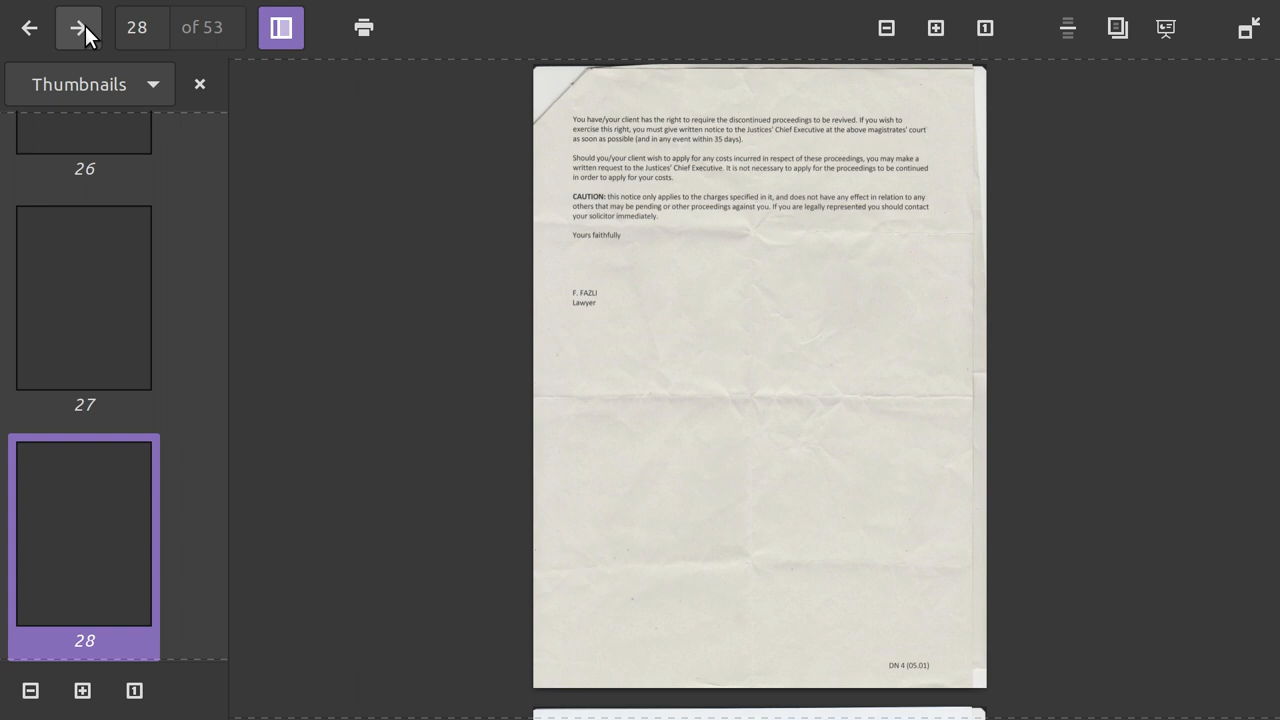 28
of 53
Thumbnails
26
27
28
You have/your client has the right to require the discontinued proceedings to be revived. If you wish to
exercise this right, you must give written notice to the Justices' Chief Executive at the above magistrates' court
as soon as possible (and in any event within 35 days).
Should you/your client wish to apply for any costs incurred in respect of these proceedings, you may make a
written request to the Justices' Chief Executive. It is not necessary to apply for the proceedings to be continued
in order to apply for your costs.
CAUTION: this notice only applies to the charges specified in it, and does not have any effect in relation to any
others that may be pending or other proceedings against you. If you are legally represented you should contact
your solicitor immediately.
Yours faithfully
F. FAZLI
Lawyer
DN 4 (05.01)